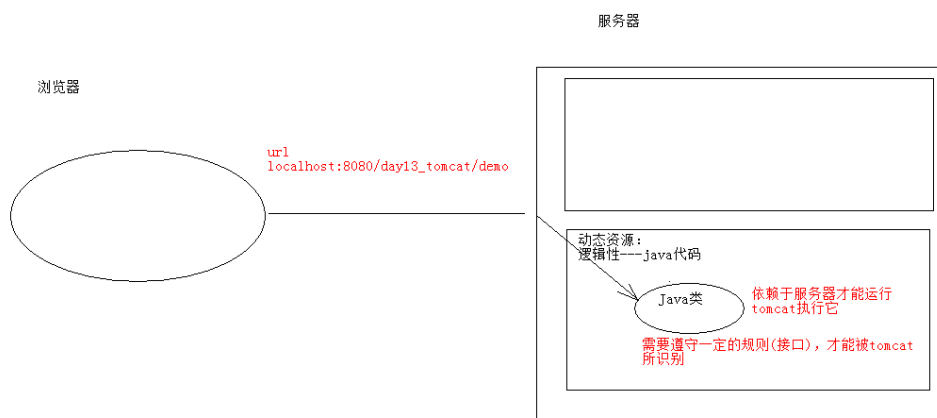 服务器
浏览器
url
localhost:8080/day13_tomcat/demo
动态资源:
逻辑性---java代码
Java类
依赖于服务器才能运行
tomcat执行它
需要遵守一定的规则(接口)，才能被tomcat
所识别